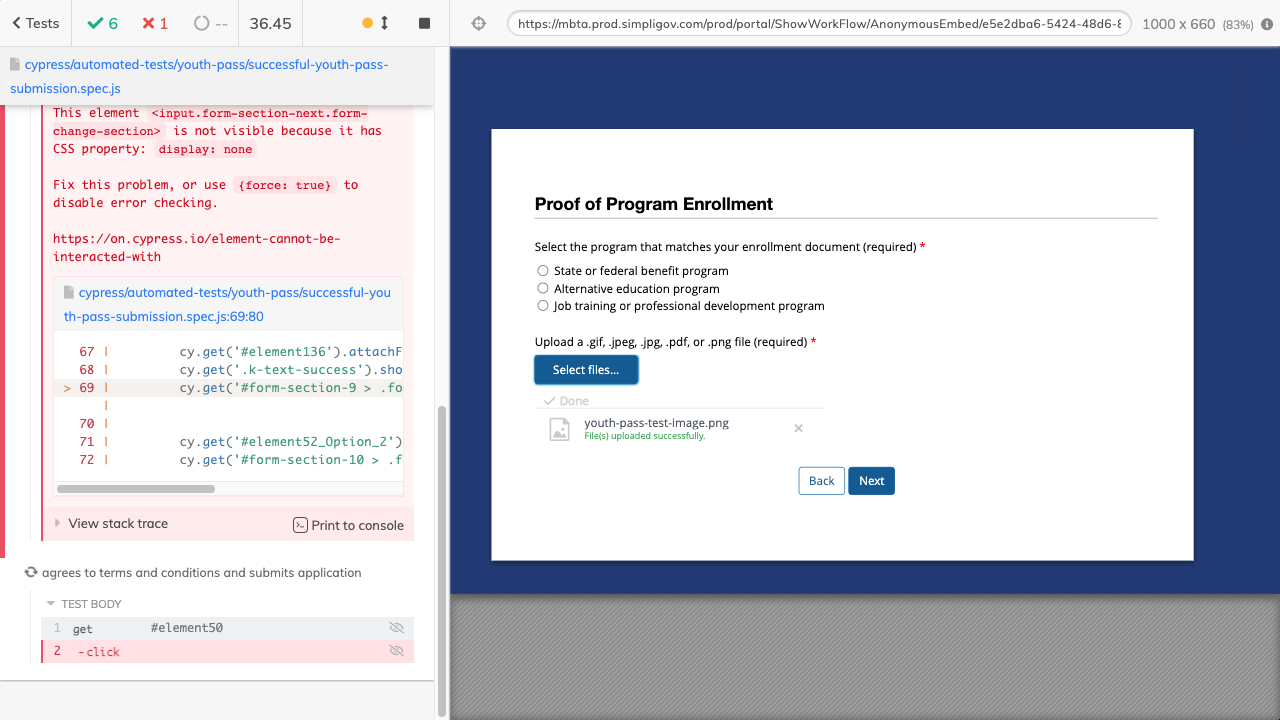 Tests
6
1
--
36.45
https://mbta.prod.simpligov.com/prod/portal/ShowWorkFlow/AnonymousEmbed/e5e2dba6-5424-48d6-8
1000 x 660 (83%)
cypress/automated-tests/youth-pass/successful-youth-pass-
submission.spec.js
This element <input.form-section-next.form-
change-section> is not visible because it has
CSS property: display: none
Fix this problem, or use {force: true} to
disable error checking.
https://on.cypress.io/element-cannot-be-
interacted-with
cypress/automated-tests/youth-pass/successful-you
th-pass-submission.spec.js:69:80
67 | cy.get('#element136').attachF
68 | cy.get('.k-text-success').sho
> 69 | cy.get('#form-section-9 > .fo
|
70 |
71 | cy.get('#element52_Option_2')
72 | cy.get('#form-section-10 > .f
View stack trace
Print to console
agrees to terms and conditions and submits application
TEST BODY
1 get #element50
2 -click
Proof of Program Enrollment
Select the program that matches your enrollment document (required) *
State or federal benefit program
Alternative education program
Job training or professional development program
Upload a .gif, .jpeg, .jpg, .pdf, or .png file (required) *
Select files...
Done
youth-pass-test-image.png
File(s) uploaded successfully.
Back
Next